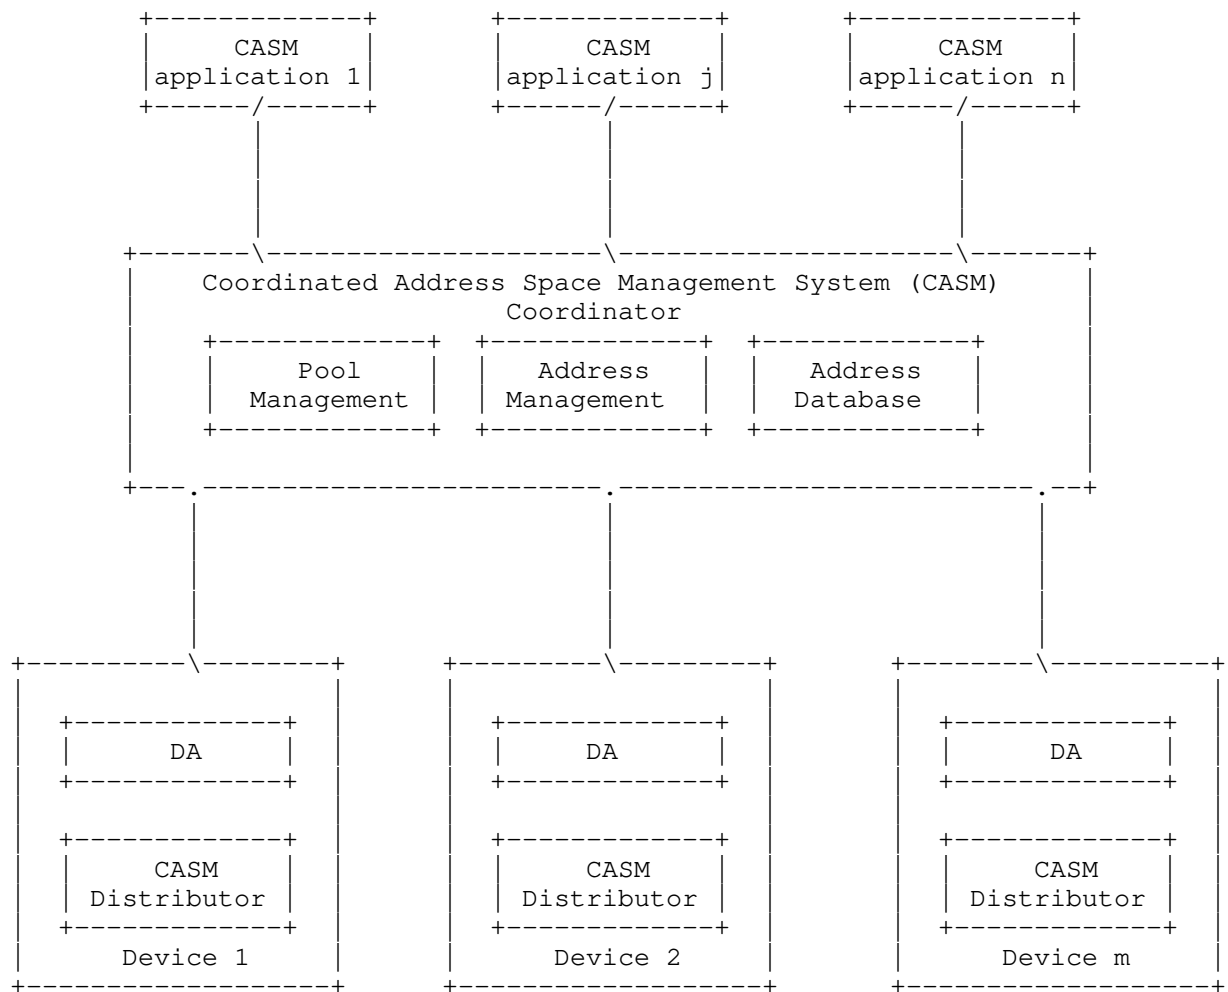 CASM CASM CASM
application 1 application j application n
Coordinated Address Space Management System (CASM)
Coordinator
Pool Address Address
Management Management Database
DA DA DA
CASM CASM CASM
Distributor Distributor Distributor
Device 1 Device 2 Device m